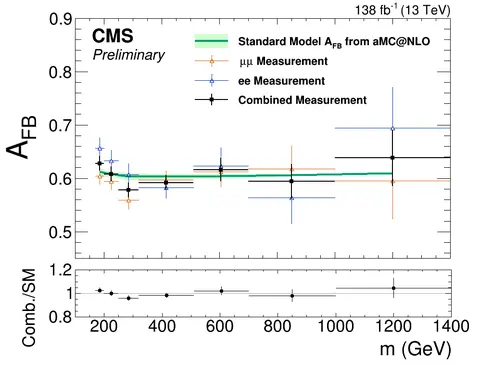 138 fb⁻¹ (13 TeV)
CMS
Preliminary
Standard Model A_FB from aMC@NLO
μμ Measurement
ee Measurement
Combined Measurement
A_FB
0.9
0.8
0.7
0.6
0.5
Comb./SM
1.2
1
0.8
200 400 600 800 1000 1200 1400
m (GeV)